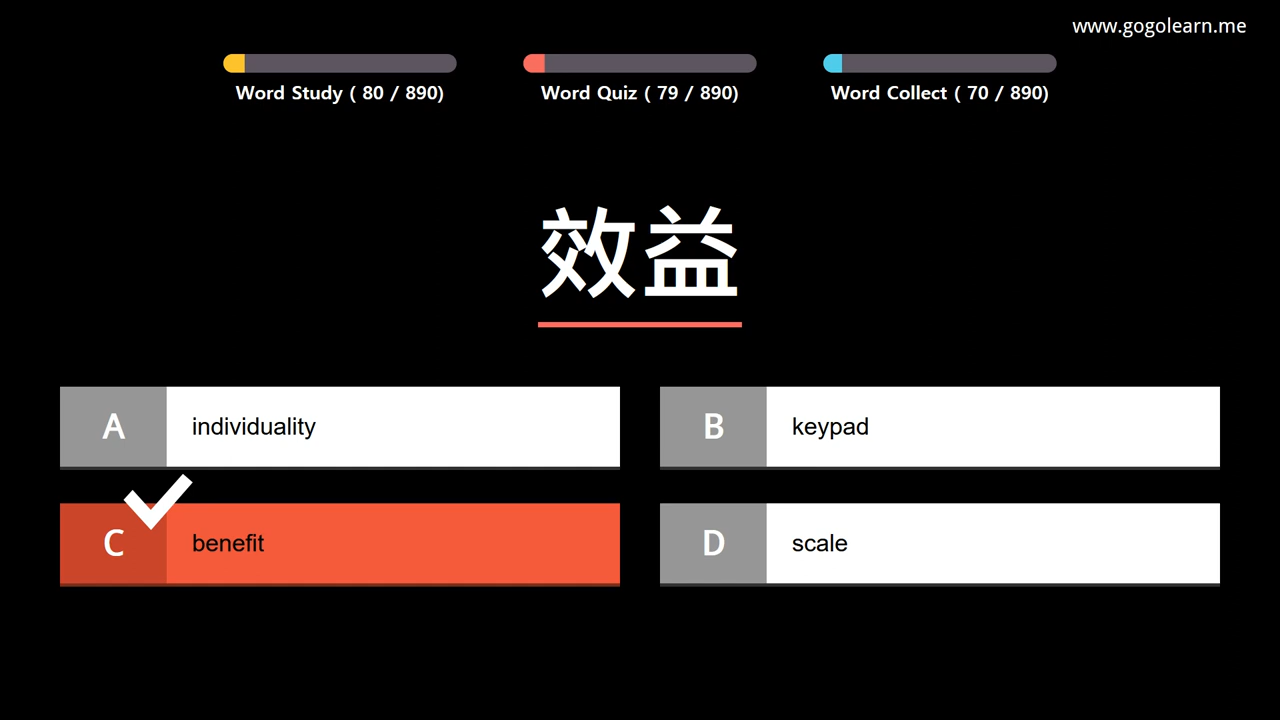 www.gogolearn.me
Word Study ( 80 / 890)
Word Quiz ( 79 / 890)
Word Collect ( 70 / 890)
效益
A individuality
B keypad
C benefit
D scale